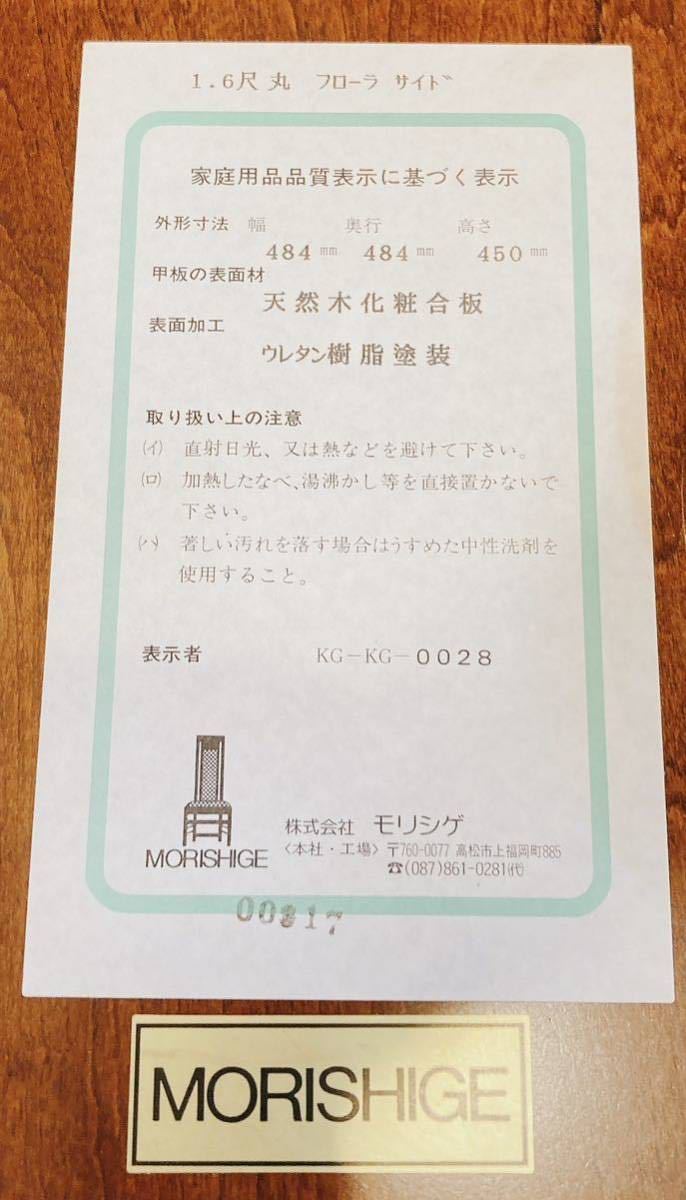 1.6尺 丸 フローラ サイド
家庭用品品質表示に基づく表示
外形寸法 幅 奥行 高さ
484mm 484mm 450mm
甲板の表面材
天然木化粧合板
表面加工
ウレタン樹脂塗装
取り扱い上の注意
(イ) 直射日光、又は熱などを避けて下さい。
(ロ) 加熱したなべ、湯沸かし等を直接置かないで
下さい。
(ハ) 著しい汚れを落す場合はうすめた中性洗剤を
使用すること。
表示者 KG-KG-0028
株式会社 モリシゲ
MORISHIGE
〈本社・工場〉〒760-0077 高松市上福岡町885
☎(087)861-0281(代)
00317
MORISHIGE